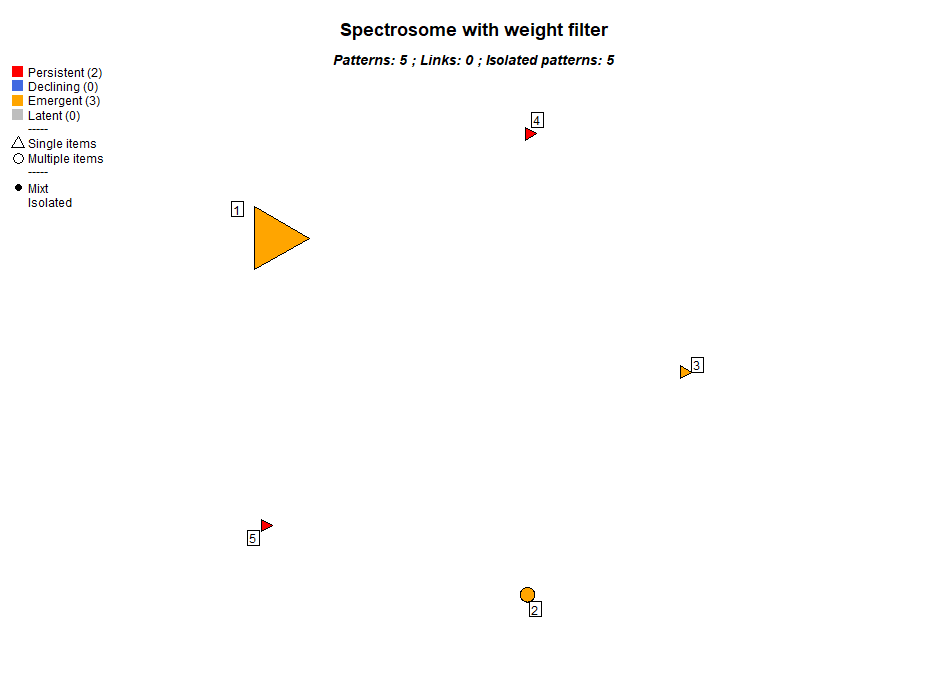 Spectrosome with weight filter
Patterns: 5 ; Links: 0 ; Isolated patterns: 5
Persistent (2)
Declining (0)
Emergent (3)
Latent (0)
-----
Single items
Multiple items
-----
Mixt
Isolated
4
1
3
5
2